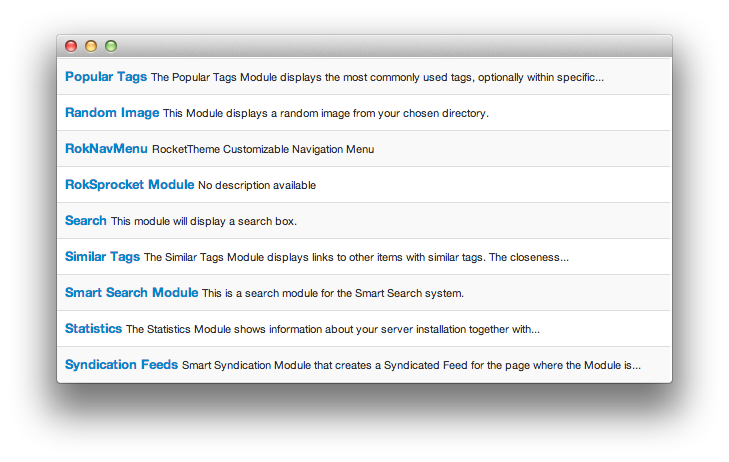 Popular Tags The Popular Tags Module displays the most commonly used tags, optionally within specific...
Random Image This Module displays a random image from your chosen directory.
RokNavMenu RocketTheme Customizable Navigation Menu
RokSprocket Module No description available
Search This module will display a search box.
Similar Tags The Similar Tags Module displays links to other items with similar tags. The closeness...
Smart Search Module This is a search module for the Smart Search system.
Statistics The Statistics Module shows information about your server installation together with...
Syndication Feeds Smart Syndication Module that creates a Syndicated Feed for the page where the Module is...